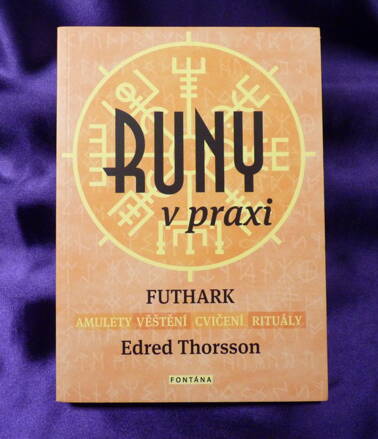 RUNY
v praxi
FUTHARK
AMULETY VĚŠTĚNÍ CVIČENÍ RITUÁLY
Edred Thorsson
FONTÁNA